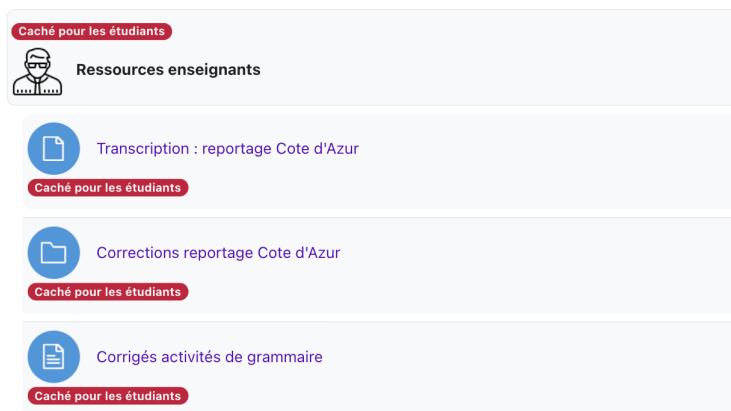 Caché pour les étudiants
Ressources enseignants
Transcription : reportage Cote d'Azur
Caché pour les étudiants
Corrections reportage Cote d'Azur
Caché pour les étudiants
Corrigés activités de grammaire
Caché pour les étudiants